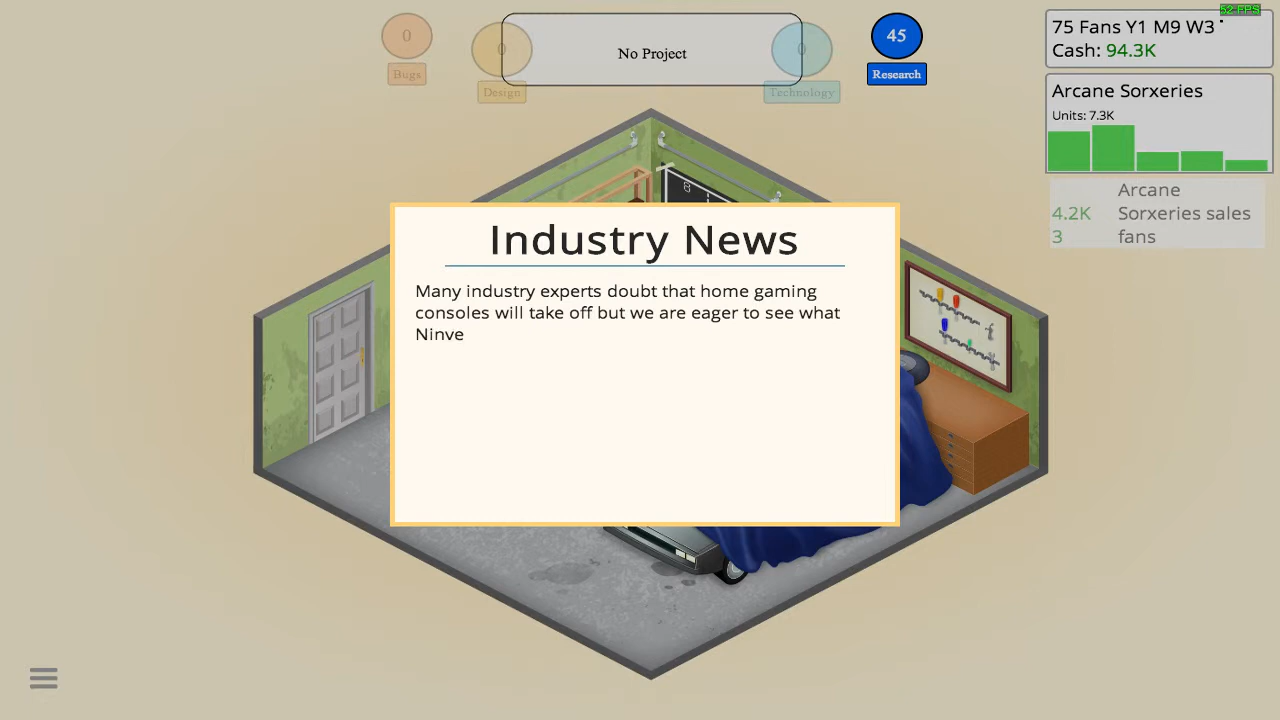 52 FPS
0
Bugs
0
Design
No Project
0
Technology
45
Research
75 Fans Y1 M9 W3
Cash: 94.3K
Arcane Sorxeries
Units: 7.3K
4.2K Arcane Sorxeries sales
3 fans
Industry News
Many industry experts doubt that home gaming
consoles will take off but we are eager to see what
Ninve